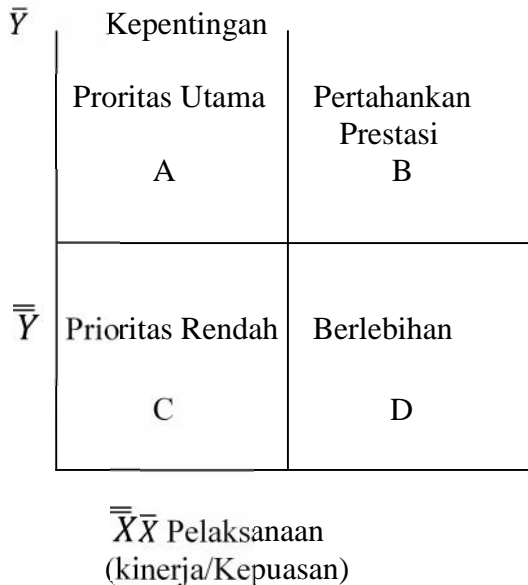 Ȳ Kepentingan
Proritas Utama
A
Pertahankan
Prestasi
B
Y̿ Prioritas Rendah
C
Berlebihan
D
X̿ X̄ Pelaksanaan
(kinerja/Kepuasan)